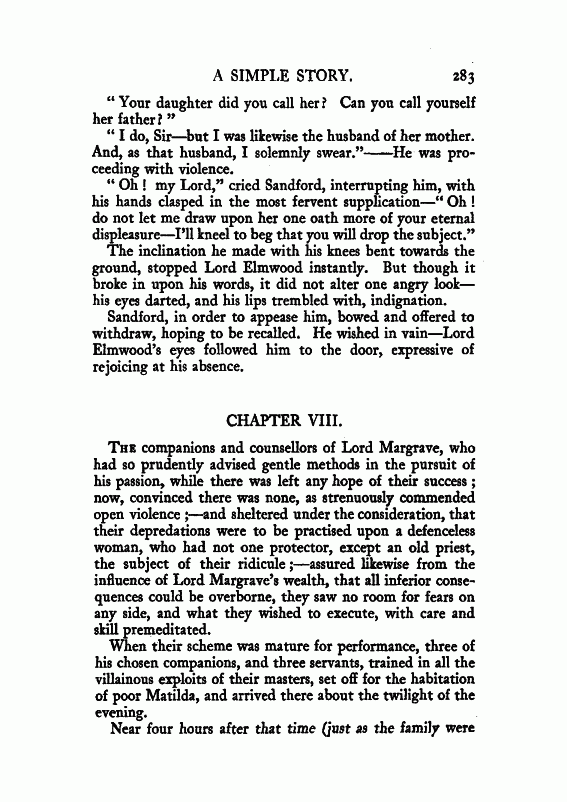 A SIMPLE STORY. 283
“ Your daughter did you call her? Can you call yourself
her father? ”
“ I do, Sir—but I was likewise the husband of her mother.
And, as that husband, I solemnly swear.”——He was pro-
ceeding with violence.
“ Oh ! my Lord,” cried Sandford, interrupting him, with
his hands clasped in the most fervent supplication—“ Oh !
do not let me draw upon her one oath more of your eternal
displeasure—I’ll kneel to beg that you will drop the subject.”
The inclination he made with his knees bent towards the
ground, stopped Lord Elmwood instantly. But though it
broke in upon his words, it did not alter one angry look—
his eyes darted, and his lips trembled with, indignation.
Sandford, in order to appease him, bowed and offered to
withdraw, hoping to be recalled. He wished in vain—Lord
Elmwood’s eyes followed him to the door, expressive of
rejoicing at his absence.
CHAPTER VIII.
THE companions and counsellors of Lord Margrave, who
had so prudently advised gentle methods in the pursuit of
his passion, while there was left any hope of their success ;
now, convinced there was none, as strenuously commended
open violence ;—and sheltered under the consideration, that
their depredations were to be practised upon a defenceless
woman, who had not one protector, except an old priest,
the subject of their ridicule ;—assured likewise from the
influence of Lord Margrave’s wealth, that all inferior conse-
quences could be overborne, they saw no room for fears on
any side, and what they wished to execute, with care and
skill premeditated.
When their scheme was mature for performance, three of
his chosen companions, and three servants, trained in all the
villainous exploits of their masters, set off for the habitation
of poor Matilda, and arrived there about the twilight of the
evening.
Near four hours after that time (just as the family were